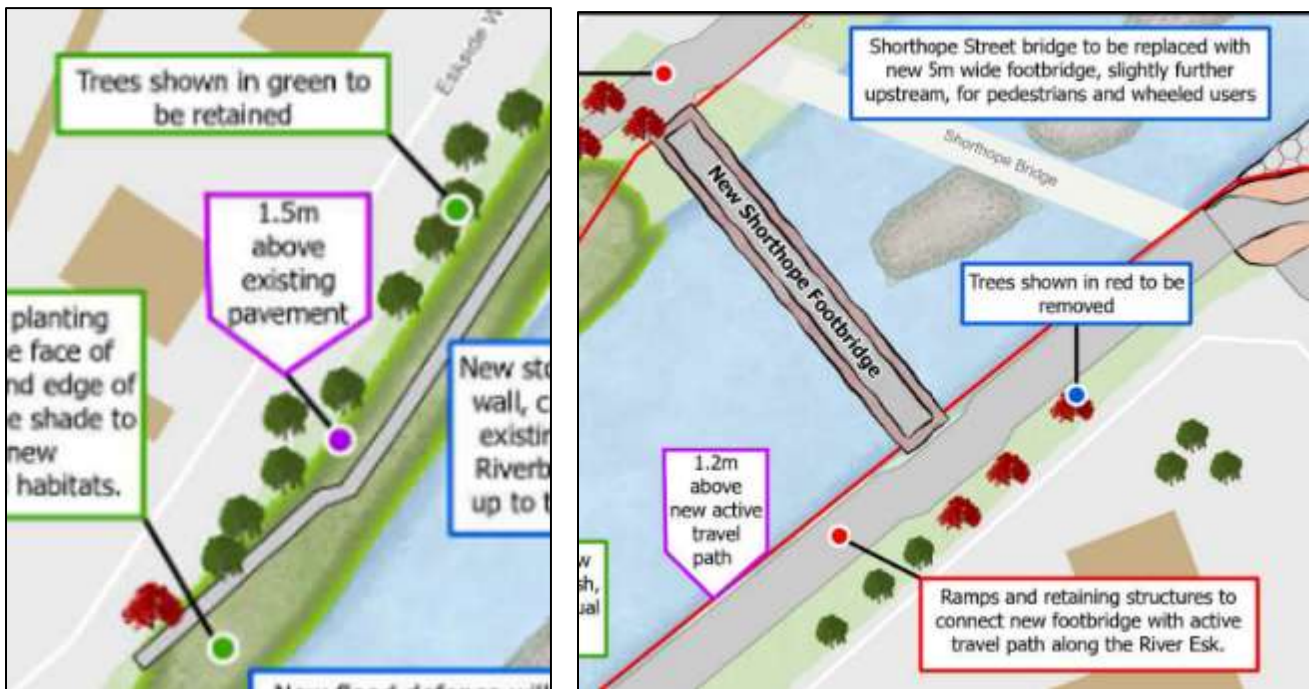 Eskside W
Trees shown in green to
be retained
1.5m
above
existing
pavement
planting
e face of
nd edge of
e shade to
new
habitats.
New sto
wall, c
existin
Riverb
up to t
New flood defence will
Shorthope Street bridge to be replaced with
new 5m wide footbridge, slightly further
upstream, for pedestrians and wheeled users
Shorthope Bridge
New Shorthope Footbridge
Trees shown in red to be
removed
1.2m
above
new active
travel
path
w
sh,
ual
Ramps and retaining structures to
connect new footbridge with active
travel path along the River Esk.